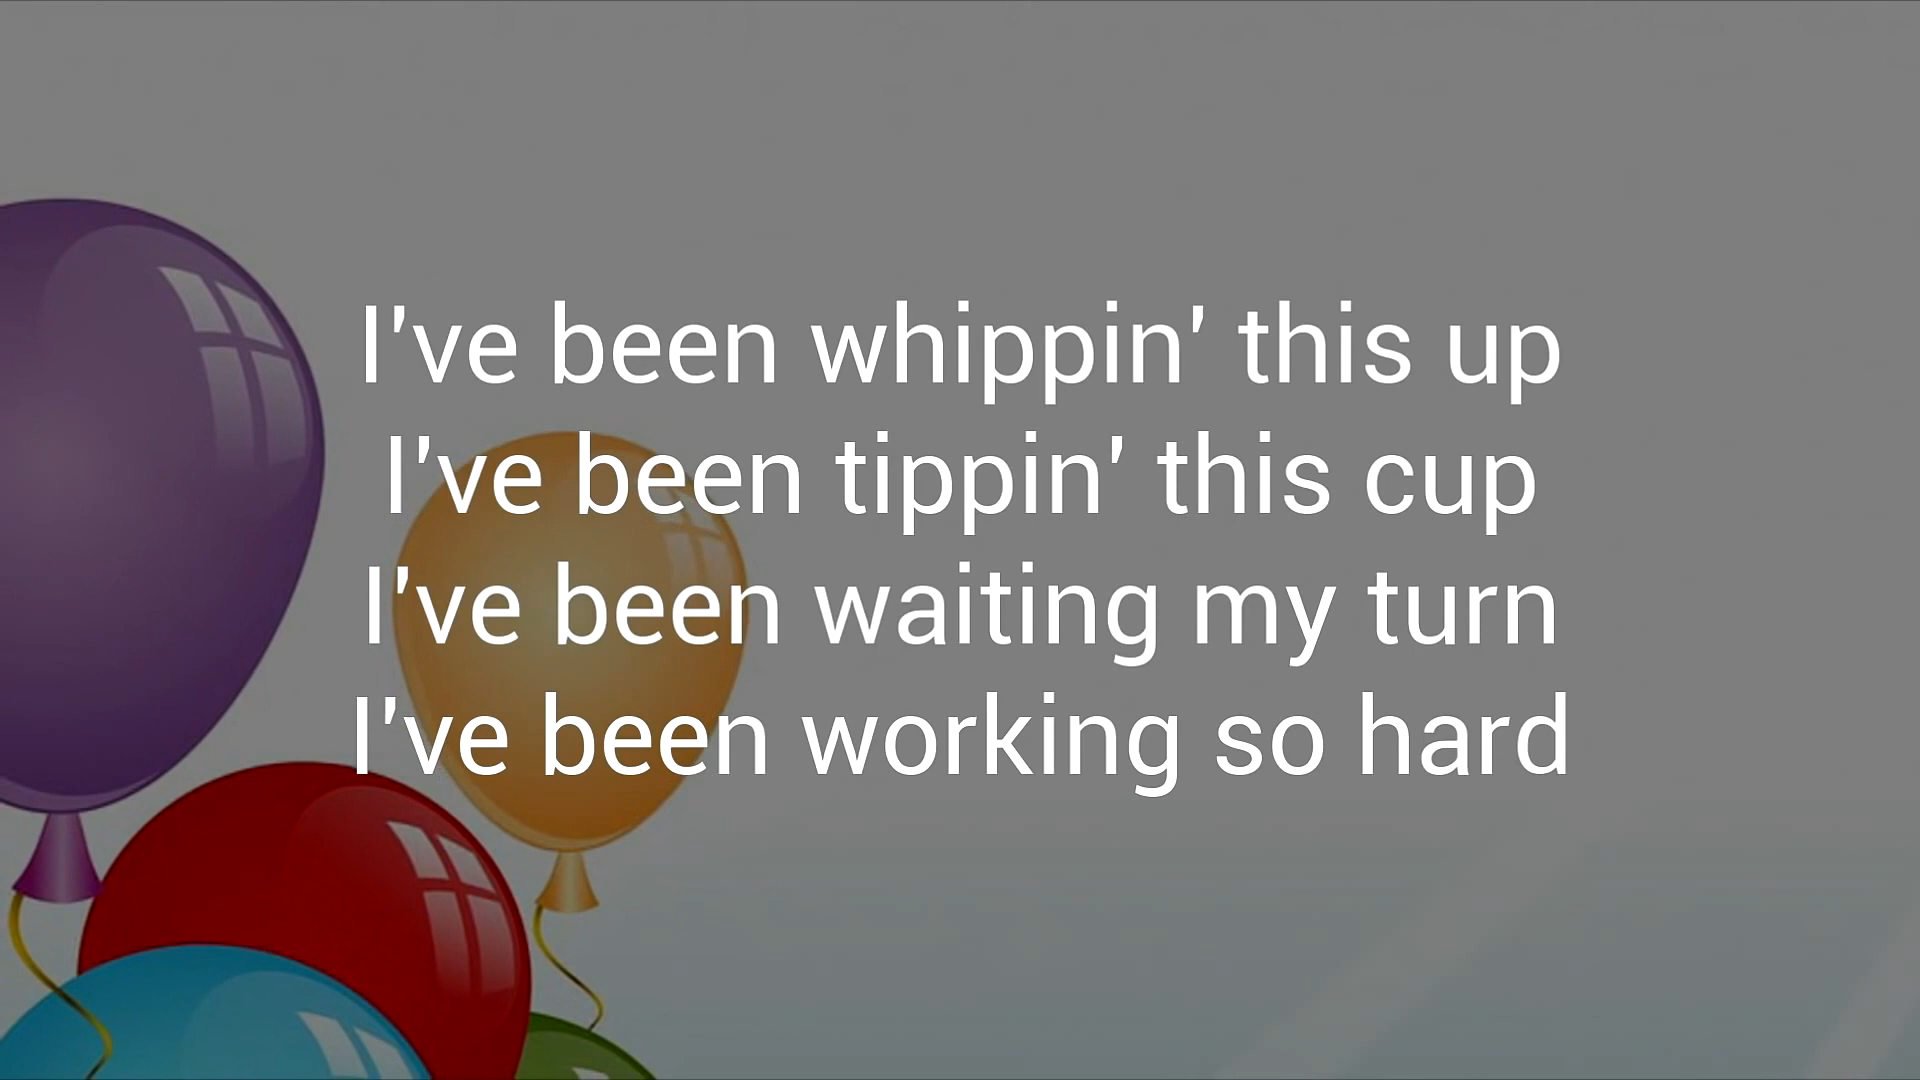 I've been whippin' this up
I've been tippin' this cup
I've been waiting my turn
I've been working so hard